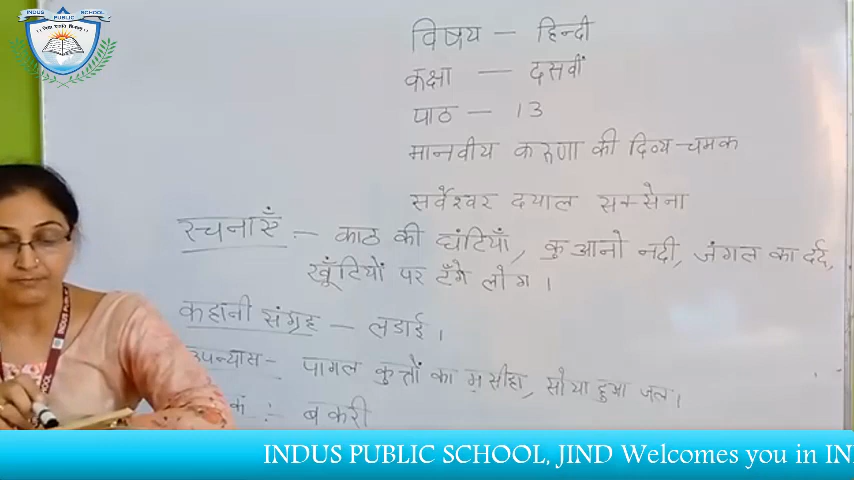 INDUS PUBLIC SCHOOL
विषय — हिन्दी
कक्षा — दसवीं
पाठ — 13
मानवीय करुणा की दिव्य-चमक
सर्वेश्वर दयाल सक्सेना
रचनाएँ :- काठ की घंटियाँ, कुआनो नदी, जंगल का दर्द,
खूँटियों पर टँगे लोग।
कहानी संग्रह — लडाई।
उपन्यास- पागल कुत्तों का मसीहा, सोया हुआ जल।
क :- बकरी
INDUS PUBLIC SCHOOL, JIND Welcomes you in IN